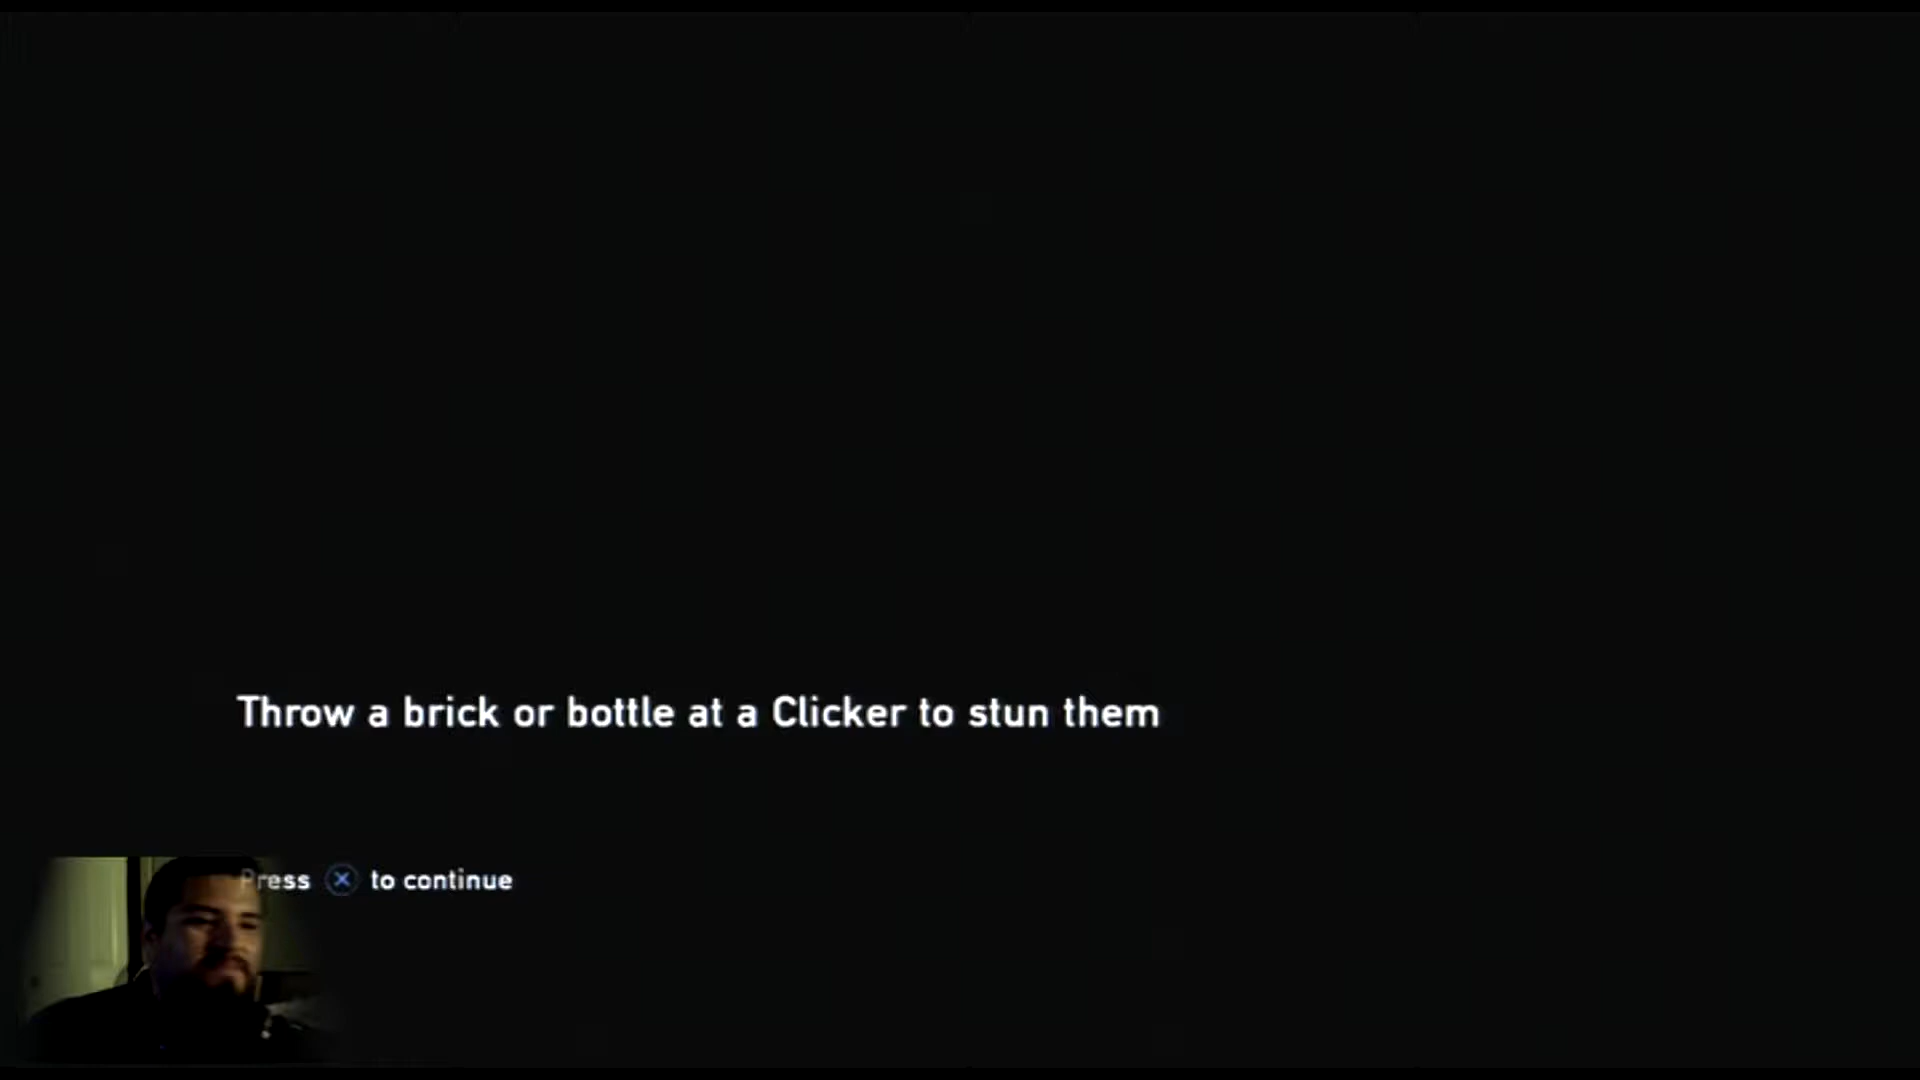 Throw a brick or bottle at a Clicker to stun them
Press to continue